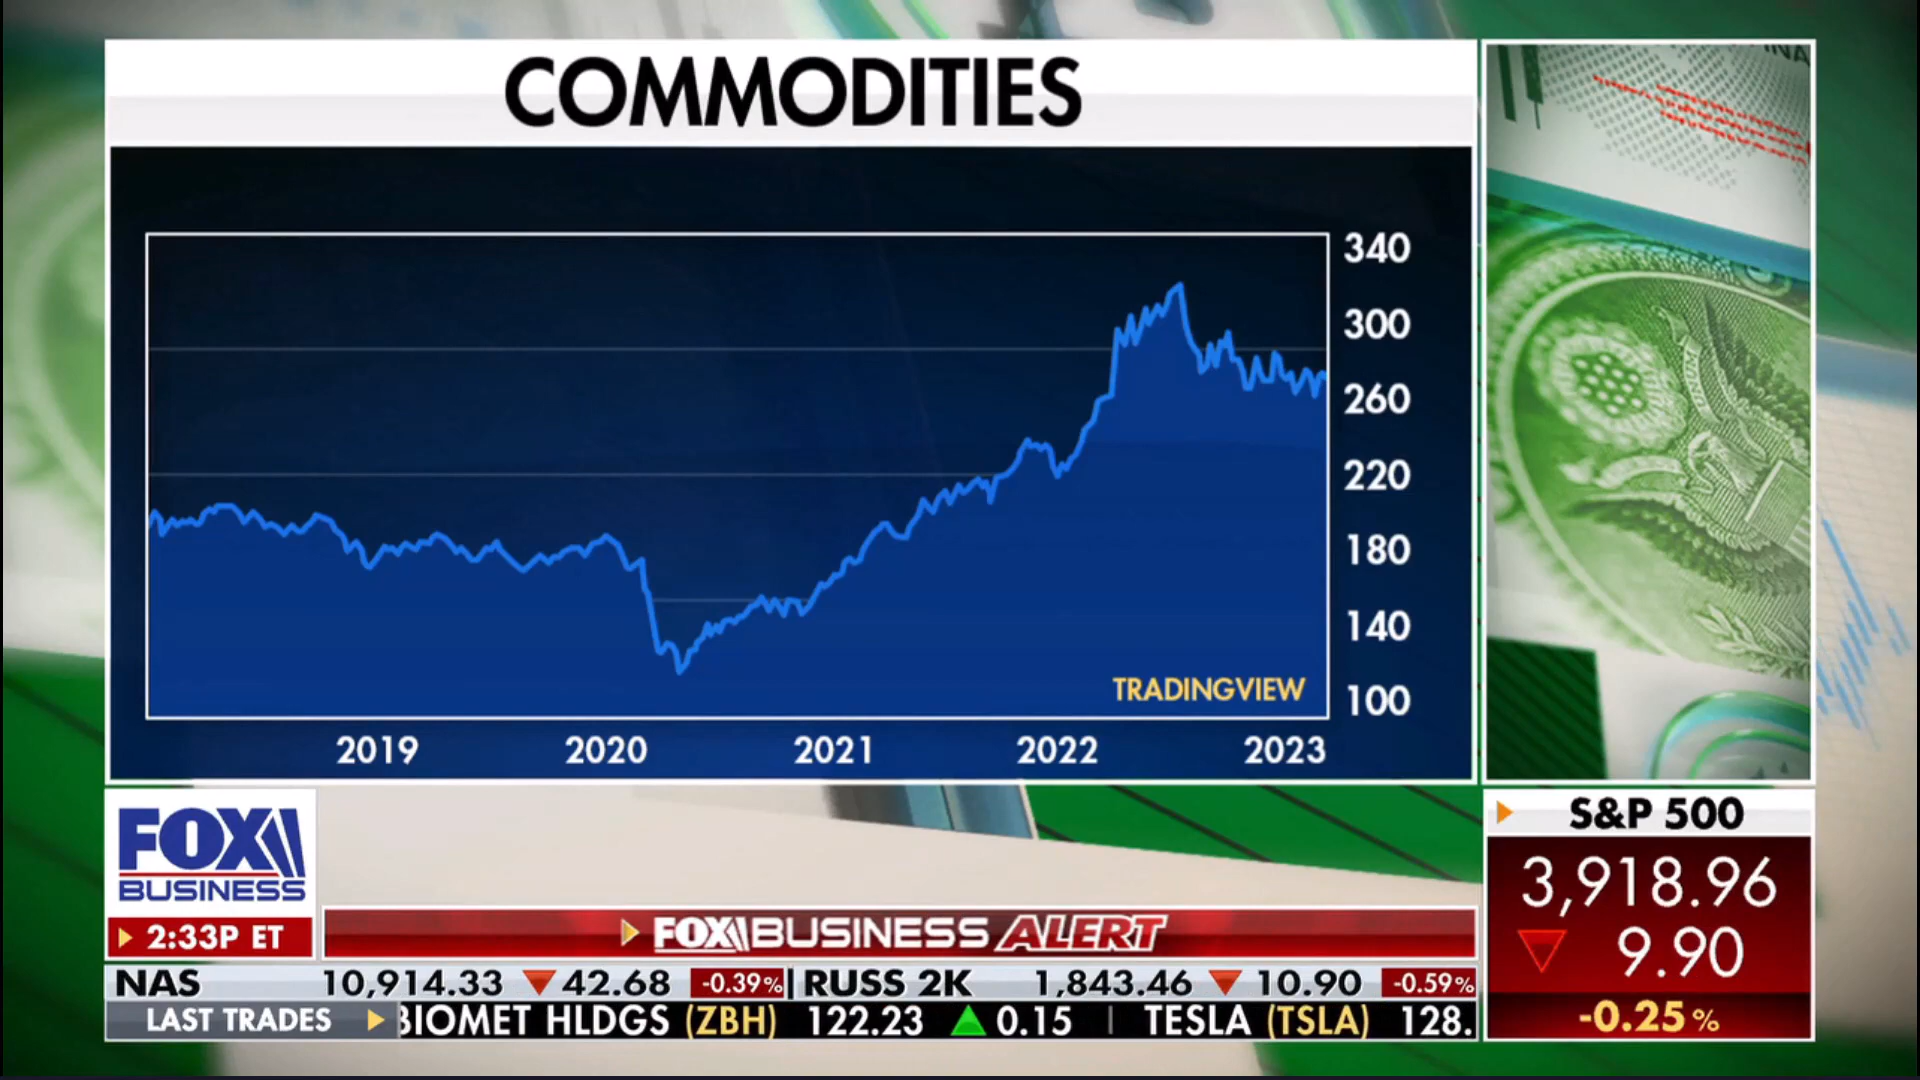 COMMODITIES
340
300
260
220
180
140
100
TRADINGVIEW
2019 2020 2021 2022 2023
FOX BUSINESS
2:33P ET
FOX BUSINESS ALERT
NAS 10,914.33 ▼ 42.68 -0.39% | RUSS 2K 1,843.46 ▼ 10.90 -0.59%
LAST TRADES BIOMET HLDGS (ZBH) 122.23 ▲ 0.15 | TESLA (TSLA) 128.
S&P 500
3,918.96
▼ 9.90
-0.25%